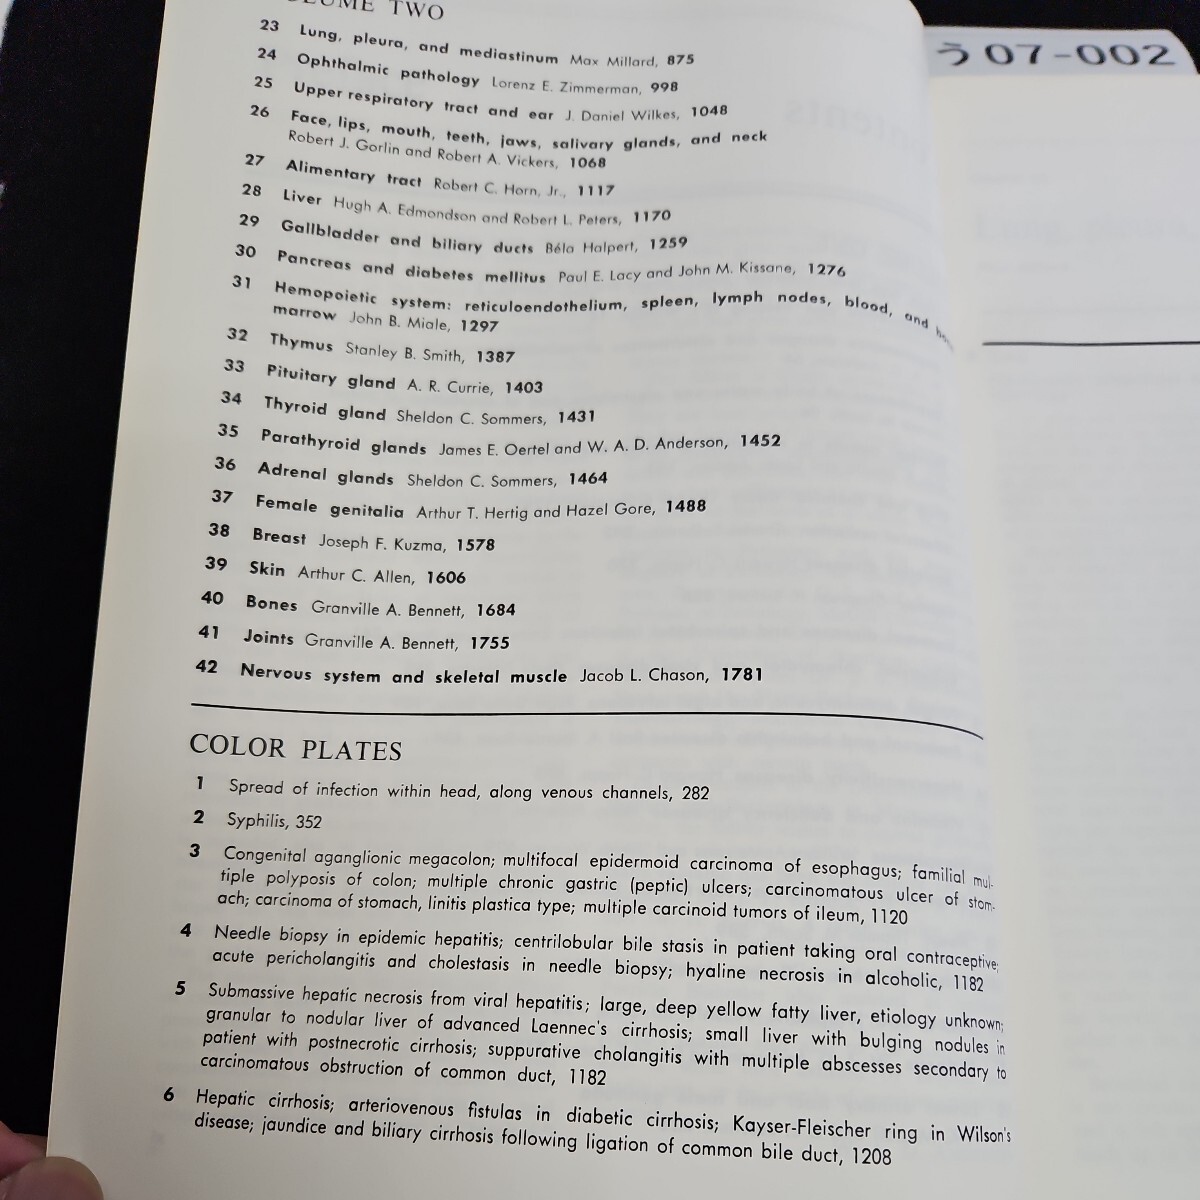 UME TWO
23 Lung, pleura, and mediastinum Max Millard, 875
24 Ophthalmic pathology Lorenz E. Zimmerman, 998
25 Upper respiratory tract and ear J. Daniel Wilkes, 1048
26 Face, lips, mouth, teeth, jaws, salivary glands, and neck
Robert J. Gorlin and Robert A. Vickers, 1068
27 Alimentary tract Robert C. Horn, Jr., 1117
28 Liver Hugh A. Edmondson and Robert L. Peters, 1170
29 Gallbladder and biliary ducts Béla Halpert, 1259
30 Pancreas and diabetes mellitus Paul E. Lacy and John M. Kissane, 1276
31 Hemopoietic system: reticuloendothelium, spleen, lymph nodes, blood, and
marrow John B. Miale, 1297
32 Thymus Stanley B. Smith, 1387
33 Pituitary gland A. R. Currie, 1403
34 Thyroid gland Sheldon C. Sommers, 1431
35 Parathyroid glands James E. Oertel and W. A. D. Anderson, 1452
36 Adrenal glands Sheldon C. Sommers, 1464
37 Female genitalia Arthur T. Hertig and Hazel Gore, 1488
38 Breast Joseph F. Kuzma, 1578
39 Skin Arthur C. Allen, 1606
40 Bones Granville A. Bennett, 1684
41 Joints Granville A. Bennett, 1755
42 Nervous system and skeletal muscle Jacob L. Chason, 1781
COLOR PLATES
1 Spread of infection within head, along venous channels, 282
2 Syphilis, 352
3 Congenital aganglionic megacolon; multifocal epidermoid carcinoma of esophagus; familial mul-
tiple polyposis of colon; multiple chronic gastric (peptic) ulcers; carcinomatous ulcer of stom-
ach; carcinoma of stomach, linitis plastica type; multiple carcinoid tumors of ileum, 1120
4 Needle biopsy in epidemic hepatitis; centrilobular bile stasis in patient taking oral contraceptive;
acute pericholangitis and cholestasis in needle biopsy; hyaline necrosis in alcoholic, 1182
5 Submassive hepatic necrosis from viral hepatitis; large, deep yellow fatty liver, etiology unknown;
granular to nodular liver of advanced Laennec's cirrhosis; small liver with bulging nodules in
patient with postnecrotic cirrhosis; suppurative cholangitis with multiple abscesses secondary to
carcinomatous obstruction of common duct, 1182
6 Hepatic cirrhosis; arteriovenous fistulas in diabetic cirrhosis; Kayser-Fleischer ring in Wilson's
disease; jaundice and biliary cirrhosis following ligation of common bile duct, 1208
う07-002